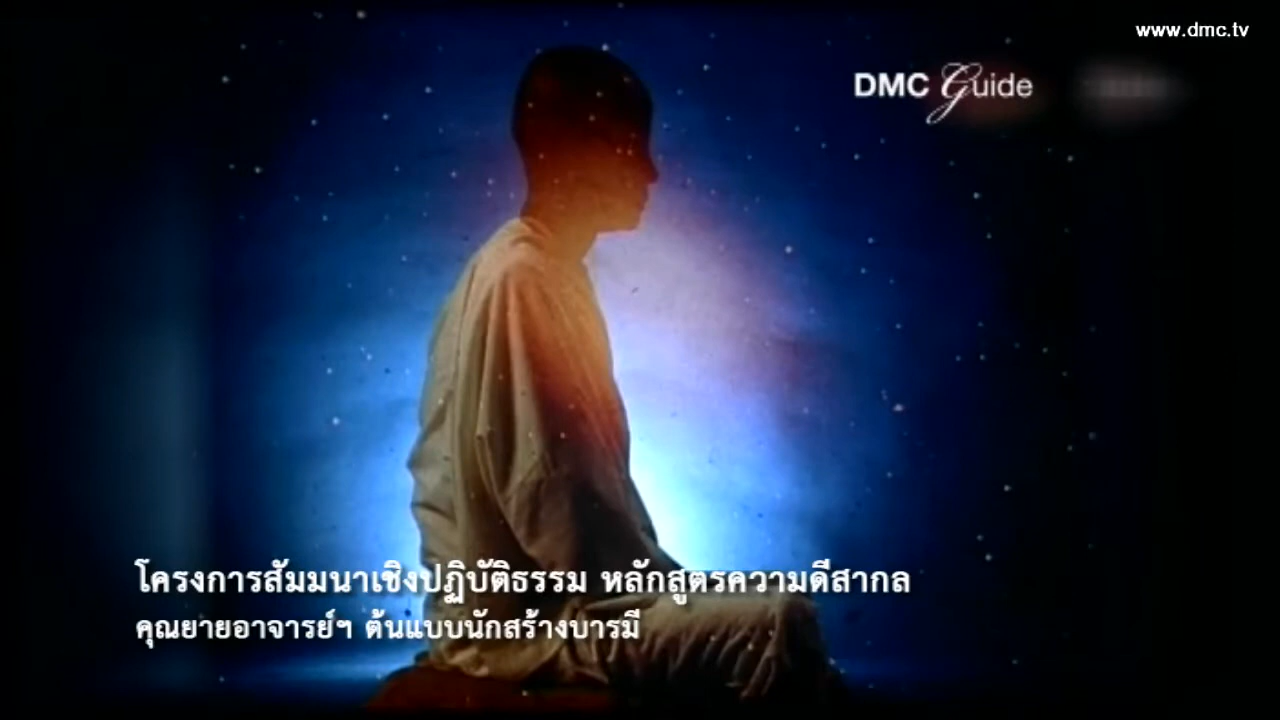 www.dmc.tv
DMC Guide
โครงการสัมมนาเชิงปฏิบัติธรรม หลักสูตรความดีสากล
คุณยายอาจารย์ฯ ต้นแบบนักสร้างบารมี